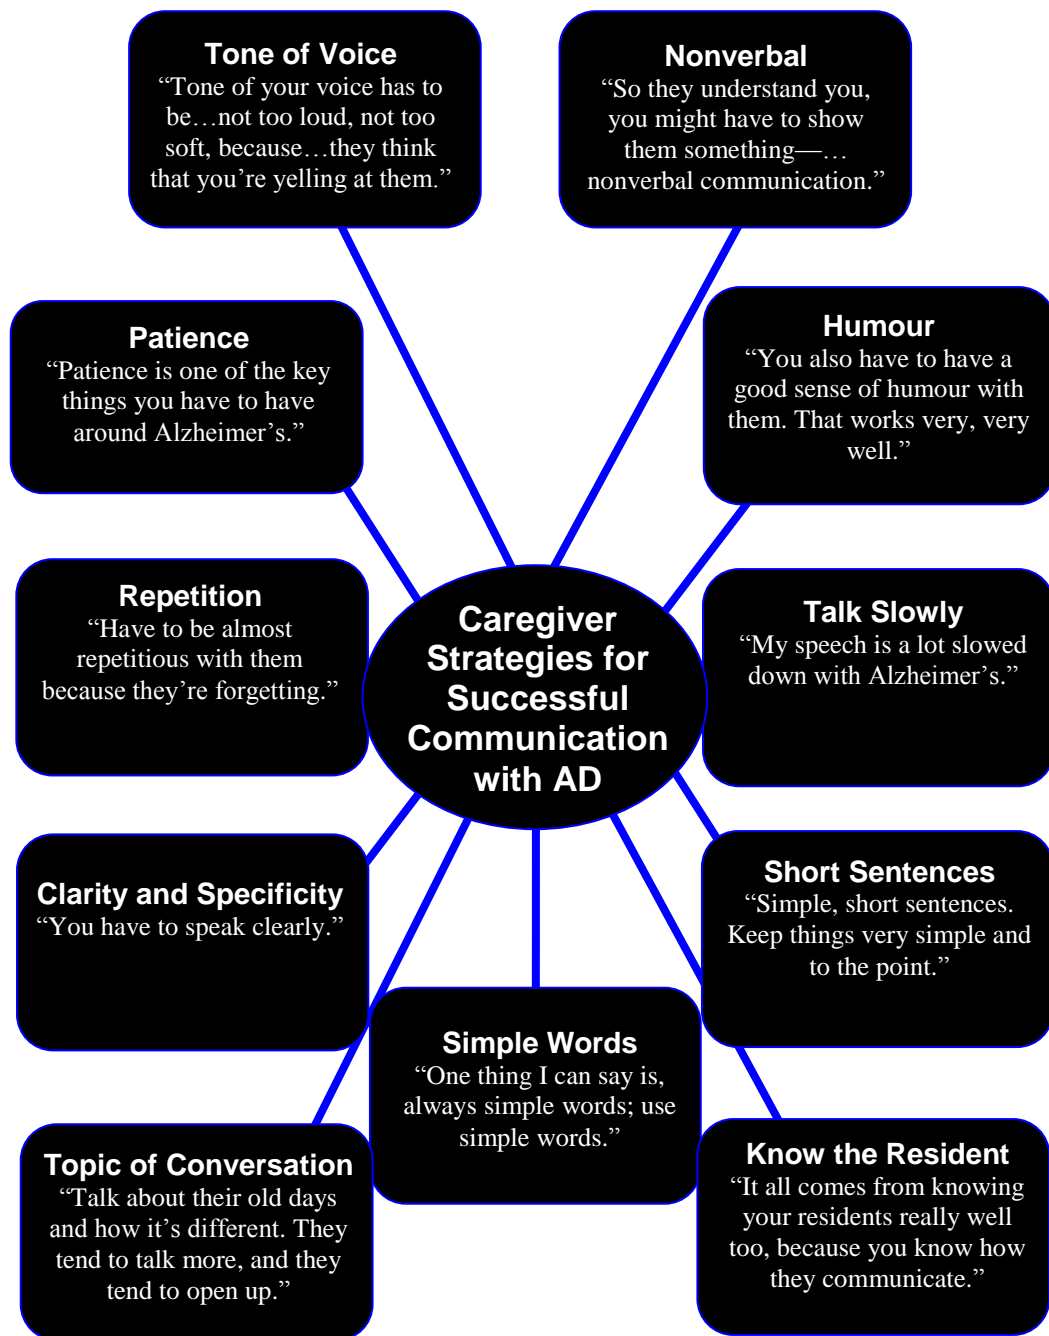 Tone of Voice
“Tone of your voice has to
be…not too loud, not too
soft, because…they think
that you’re yelling at them.”
Nonverbal
“So they understand you,
you might have to show
them something—…
nonverbal communication.”
Patience
“Patience is one of the key
things you have to have
around Alzheimer’s.”
Humour
“You also have to have a
good sense of humour with
them. That works very, very
well.”
Repetition
“Have to be almost
repetitious with them
because they’re forgetting.”
Caregiver
Strategies for
Successful
Communication
with AD
Talk Slowly
“My speech is a lot slowed
down with Alzheimer’s.”
Clarity and Specificity
“You have to speak clearly.”
Short Sentences
“Simple, short sentences.
Keep things very simple and
to the point.”
Simple Words
“One thing I can say is,
always simple words; use
simple words.”
Topic of Conversation
“Talk about their old days
and how it’s different. They
tend to talk more, and they
tend to open up.”
Know the Resident
“It all comes from knowing
your residents really well
too, because you know how
they communicate.”